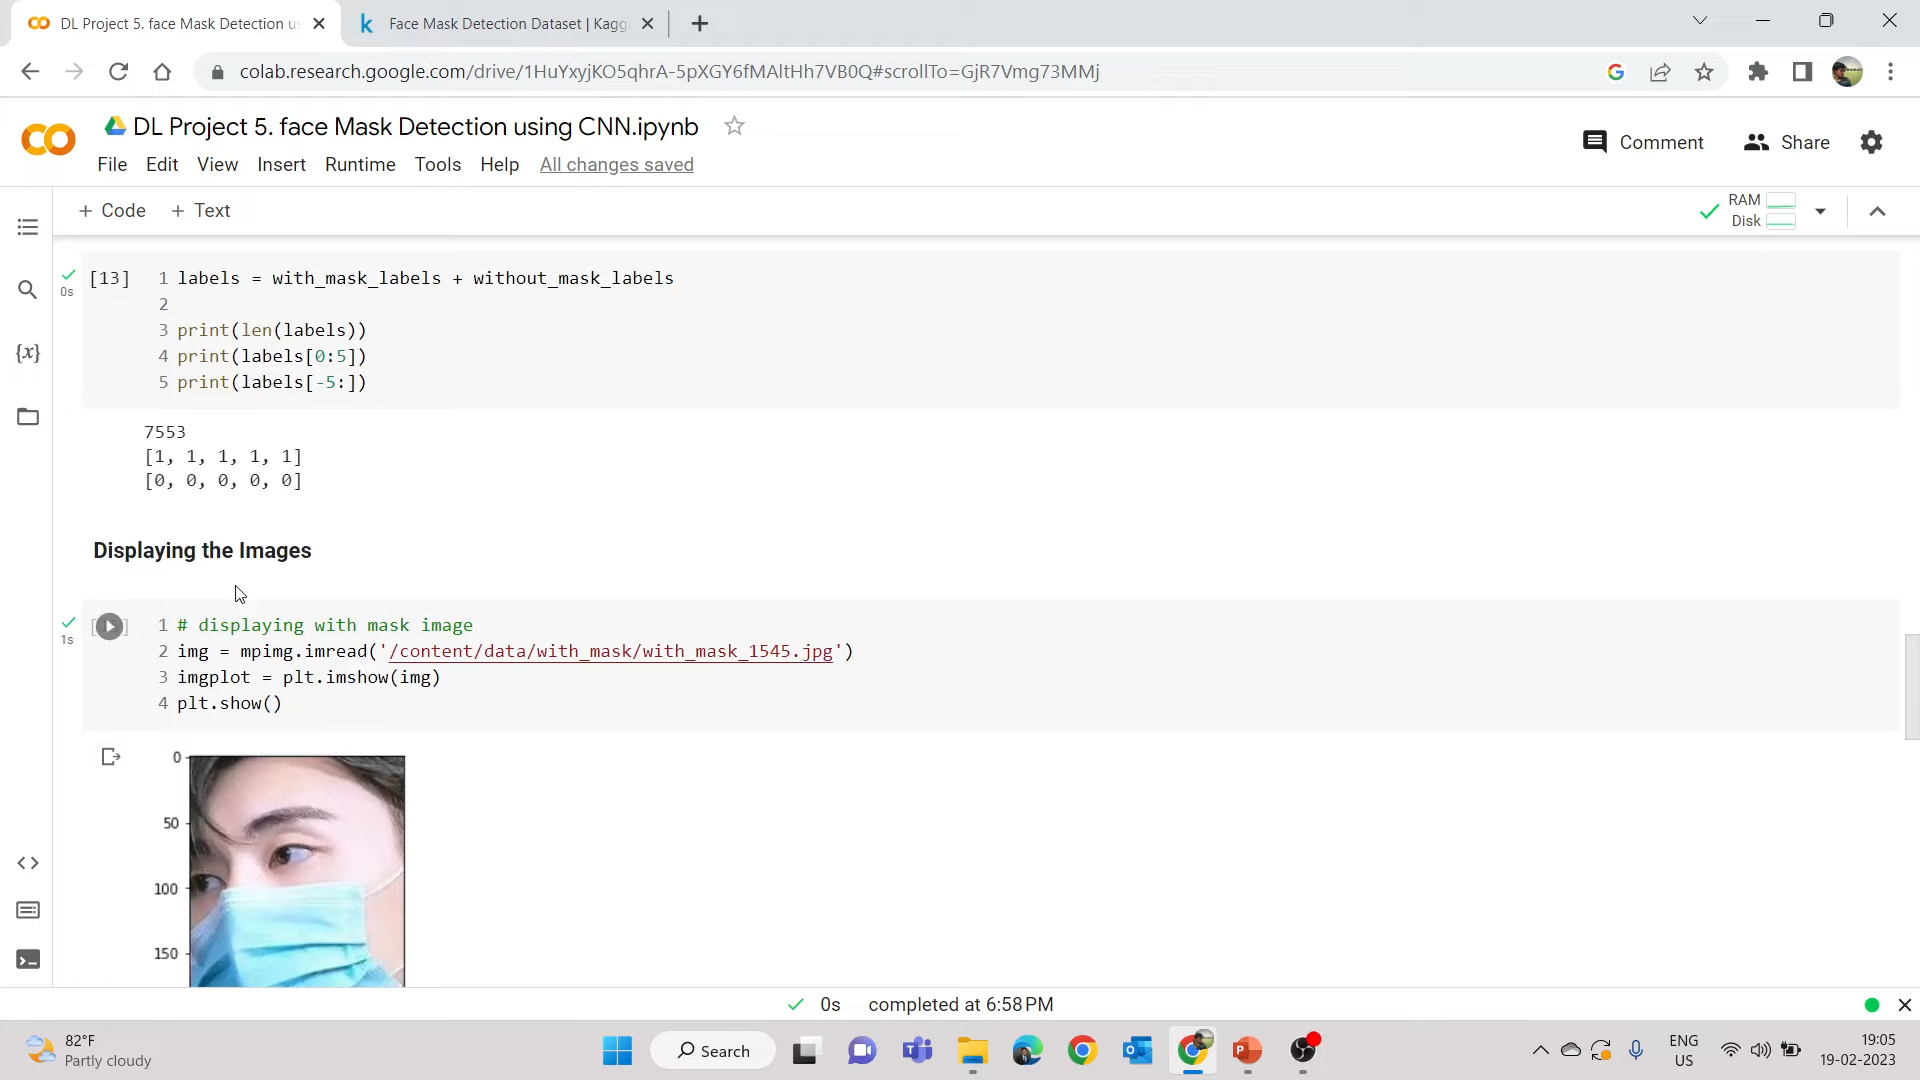 DL Project 5. face Mask Detection us
Face Mask Detection Dataset | Kagg
colab.research.google.com/drive/1HuYxyjKO5qhrA-5pXGY6fMAltHh7VB0Q#scrollTo=GjR7Vmg73MMj
DL Project 5. face Mask Detection using CNN.ipynb
Comment
Share
File Edit View Insert Runtime Tools Help All changes saved
+ Code + Text
RAM
Disk
[13]
0s
1 labels = with_mask_labels + without_mask_labels
2
3 print(len(labels))
4 print(labels[0:5])
5 print(labels[-5:])
7553
[1, 1, 1, 1, 1]
[0, 0, 0, 0, 0]
Displaying the Images
1s
1 # displaying with mask image
2 img = mpimg.imread('/content/data/with_mask/with_mask_1545.jpg')
3 imgplot = plt.imshow(img)
4 plt.show()
0
50
100
150
0s completed at 6:58 PM
82°F
Partly cloudy
Search
ENG
US
19:05
19-02-2023